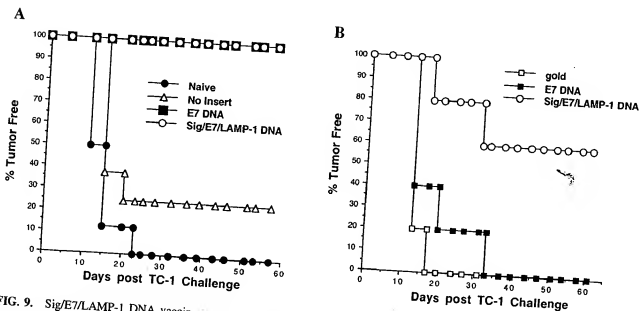 A
% Tumor Free
100
90
80
70
60
50
40
30
20
10
0
0 10 20 30 40 50 60
Days post TC-1 Challenge
Naive
No Insert
E7 DNA
Sig/E7/LAMP-1 DNA
B
% Tumor Free
100
90
80
70
60
50
40
30
20
10
0
0 10 20 30 40 50 60
Days post TC-1 Challenge
gold
E7 DNA
Sig/E7/LAMP-1 DNA
FIG. 9. Sig/E7/LAMP-1 DNA